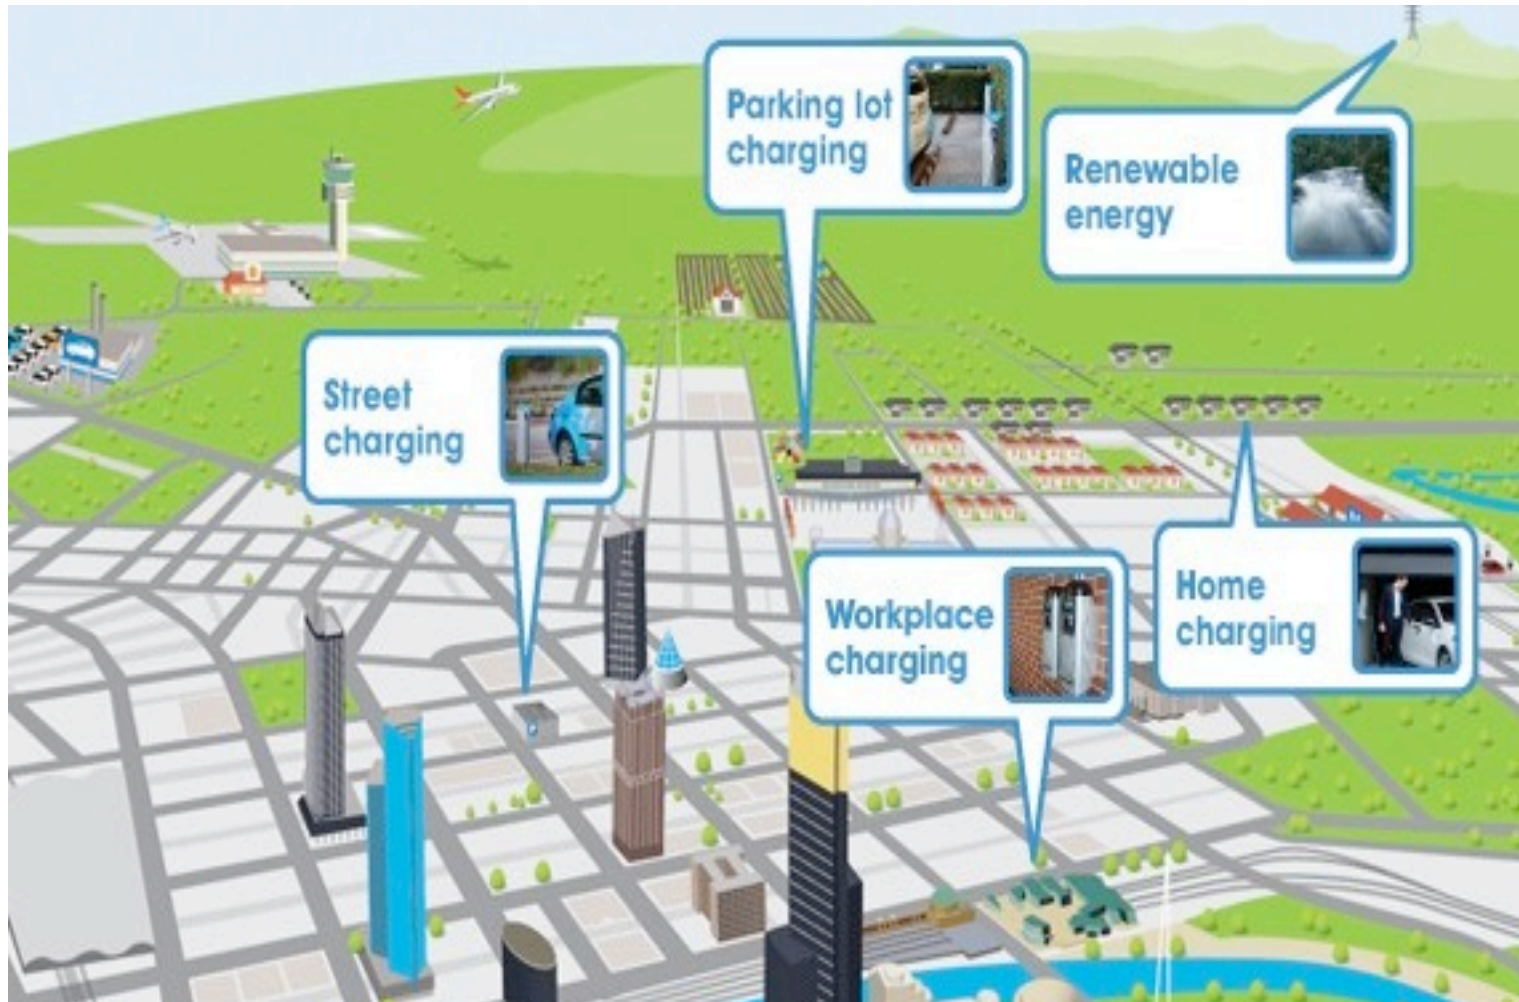 Parking lot
charging
Renewable
energy
Street
charging
Workplace
charging
Home
charging